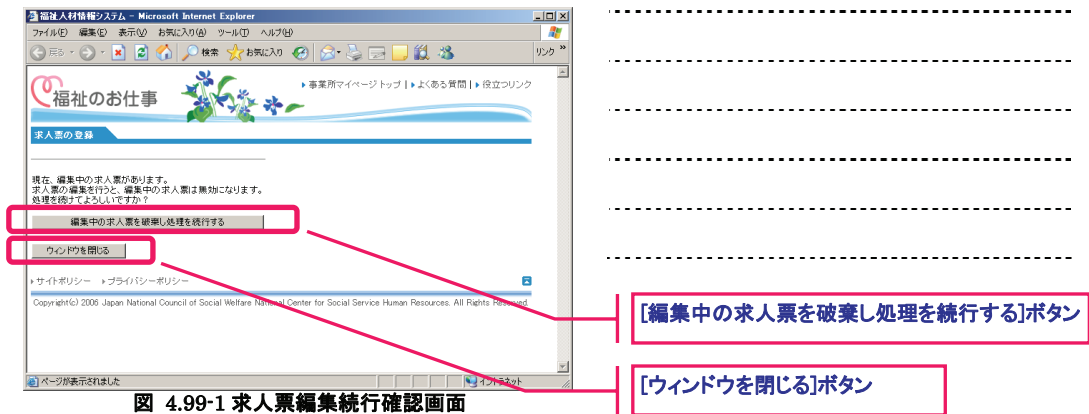 福祉人材情報システム - Microsoft Internet Explorer
ファイル(F) 編集(E) 表示(V) お気に入り(A) ツール(T) ヘルプ(H)
戻る 検索 お気に入り リンク »
福祉のお仕事
事業所マイページトップ | よくある質問 | 役立つリンク
求人票の登録
現在、編集中の求人票があります。
求人票の編集を行うと、編集中の求人票は無効になります。
処理を続けてよろしいですか?
編集中の求人票を破棄し処理を続行する
ウィンドウを閉じる
サイトポリシー プライバシーポリシー
Copyright(c) 2006 Japan National Council of Social Welfare National Center for Social Service Human Resources. All Rights Reserved.
[編集中の求人票を破棄し処理を続行する]ボタン
ページが表示されました イントラネット
[ウィンドウを閉じる]ボタン
図 4.99-1 求人票編集続行確認画面